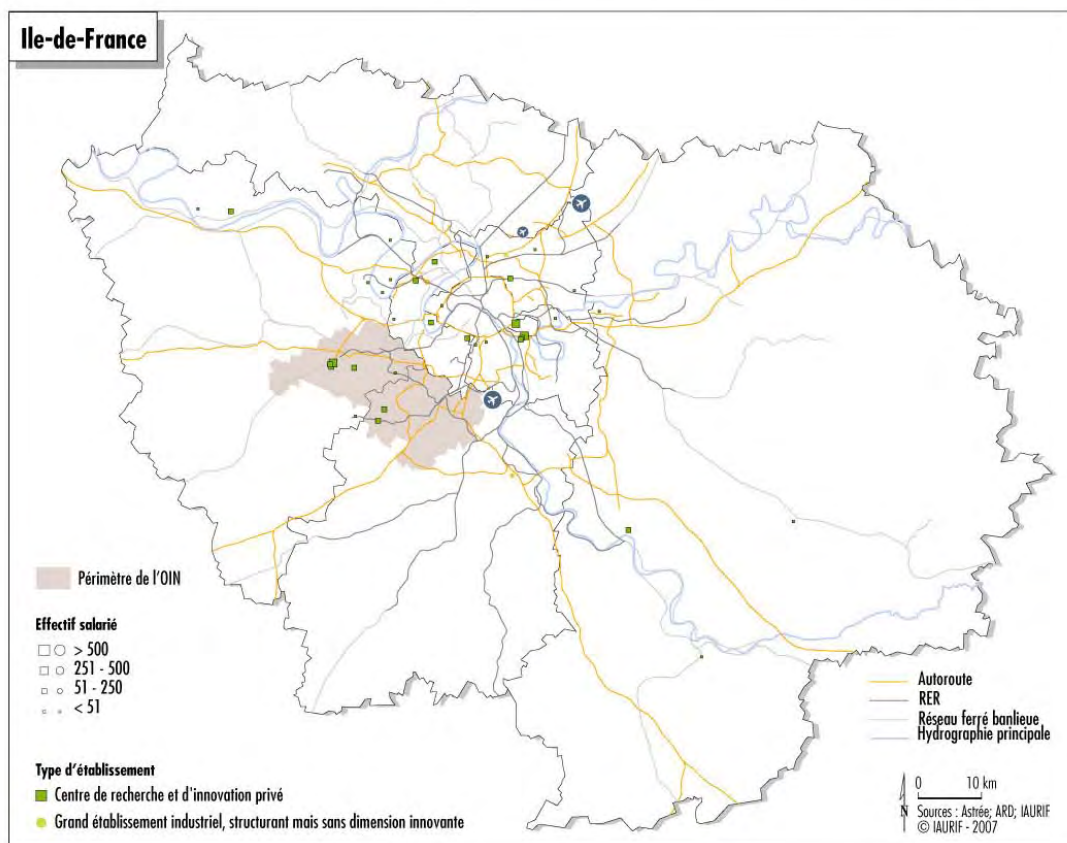 Ile-de-France
Périmètre de l'OIN
Effectif salarié
> 500
251 - 500
51 - 250
< 51
Type d'établissement
Centre de recherche et d'innovation privé
Grand établissement industriel, structurant mais sans dimension innovante
Autoroute
RER
Réseau ferré banlieue
Hydrographie principale
0 10 km
N
Sources : Astrée; ARD; IAURIF
© IAURIF - 2007